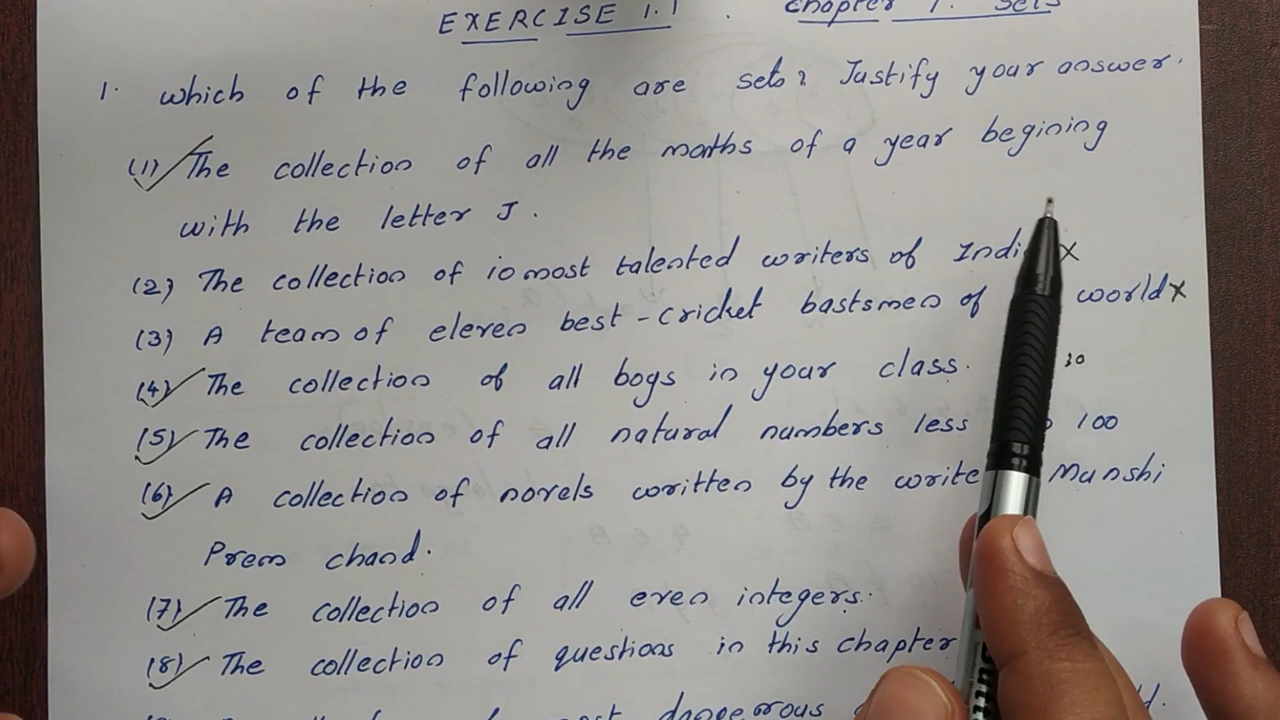 EXERCISE 1.1 Chapter 1. Sets
1. which of the following are sets? Justify your answer.
(1) The collection of all the moths of a year begining
with the letter J.
(2) The collection of 10 most talented writers of Indi x
(3) A team of eleven best-cricket bastsmen of world x
(4) The collection of all boys in your class. 30
(5) The collection of all natural numbers less 100
(6) A collection of novels written by the write Munshi
Prem chand.
(7) The collection of all even integers.
(8) The collection of questions in this chapter
most dangerous